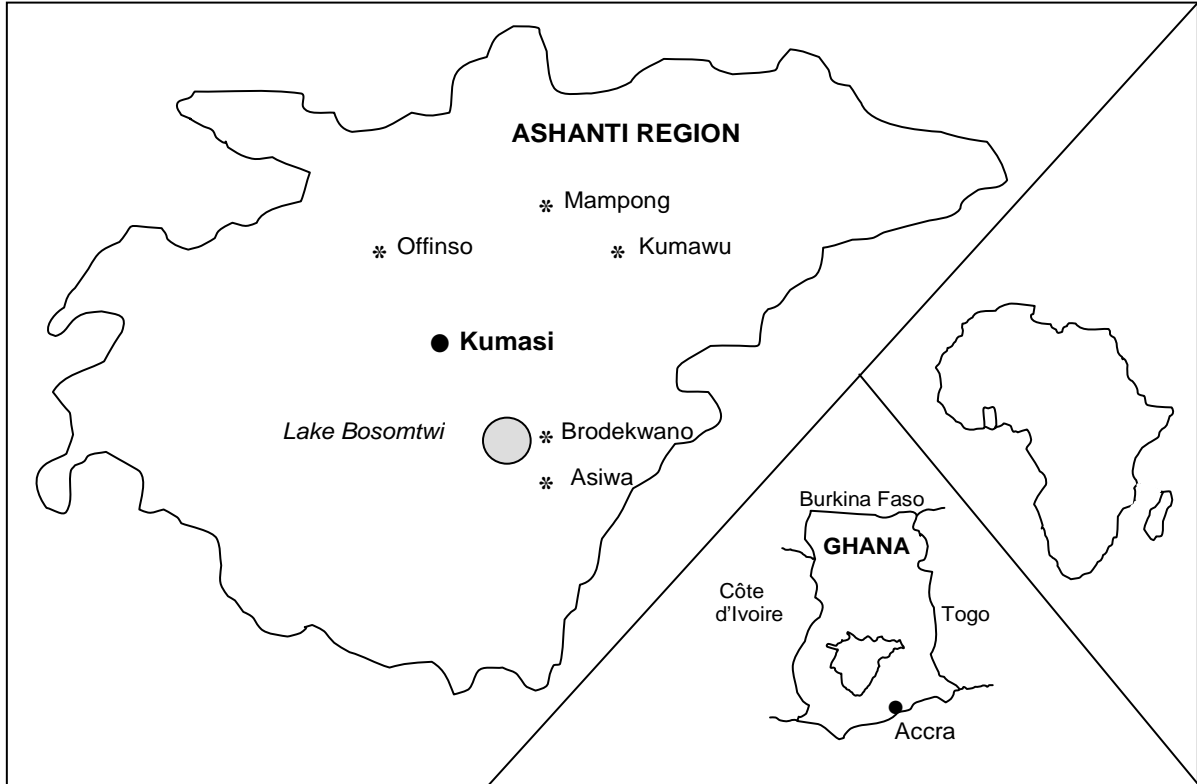 ASHANTI REGION
* Mampong
* Offinso
* Kumawu
Kumasi
Lake Bosomtwi
* Brodekwano
* Asiwa
Burkina Faso
GHANA
Côte
d'Ivoire
Togo
Accra